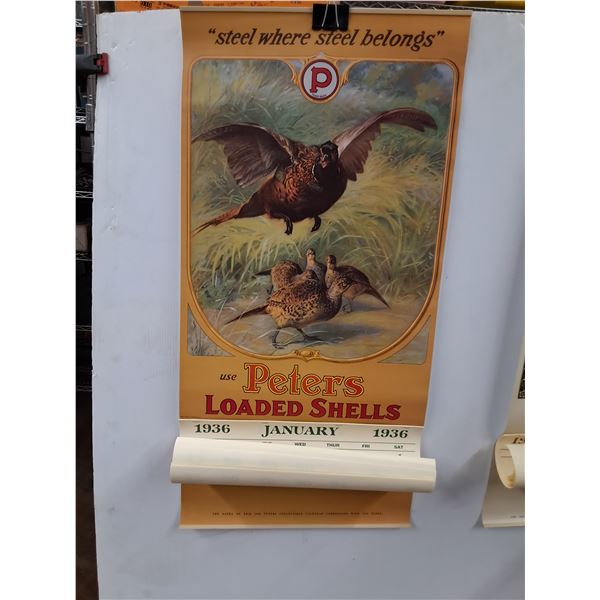 "steel where steel belongs"
P
use Peters
LOADED SHELLS
1936 JANUARY 1936
WED THUR FRI SAT